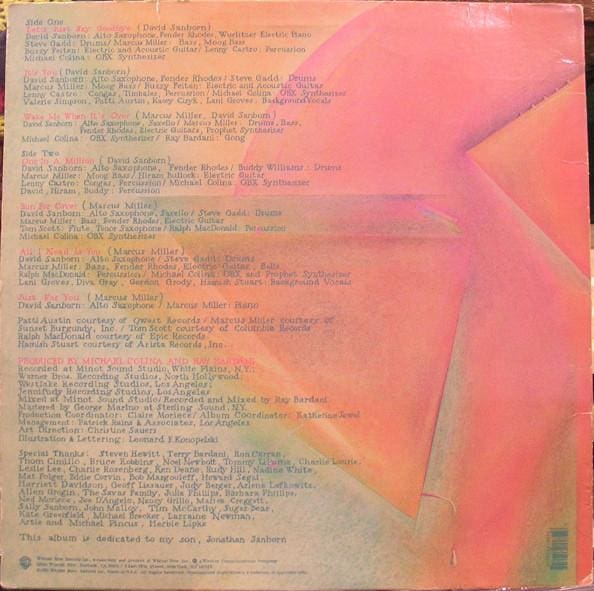 Side One
Let's Just Say Goodbye (David Sanborn)
David Sanborn: Alto Saxophone, Fender Rhodes, Wurlitzer Electric Piano
Steve Gadd: Drums/ Marcus Miller: Bass, Moog Bass
Buzzy Feiten: Electric and Acoustic Guitar/ Lenny Castro: Percussion
Michael Colina: OBX Synthesizer
It's You (David Sanborn)
David Sanborn: Alto Saxophone, Fender Rhodes/ Steve Gadd: Drums
Marcus Miller: Moog Bass/ Buzzy Feiten: Electric and Acoustic Guitar
Lenny Castro: Congas, Timbales, Percussion/ Michael Colina: OBX Synthesizer
Valerie Simpson, Patti Austin, Kacey Cisyk, Lani Groves: Background Vocals
Wake Me When It's Over (Marcus Miller, David Sanborn)
David Sanborn: Alto Saxophone, Saxello/ Marcus Miller: Drums, Bass,
Fender Rhodes, Electric Guitars, Prophet Synthesizer
Michael Colina: OBX Synthesizer/ Ray Bardani: Gong
Side Two
One In A Million (David Sanborn)
David Sanborn: Alto Saxophone, Fender Rhodes/ Buddy Williams: Drums
Marcus Miller: Moog Bass/ Hiram Bullock: Electric Guitar
Lenny Castro: Congas, Percussion/ Michael Colina: OBX Synthesizer
David, Hiram, Buddy: Percussion
Run For Cover (Marcus Miller)
David Sanborn: Alto Saxophone, Saxello/ Steve Gadd: Drums
Marcus Miller: Bass, Fender Rhodes, Electric Guitar
Tom Scott: Flute, Tenor Saxophone/ Ralph MacDonald: Percussion
Michael Colina: OBX Synthesizer
All I Need Is You (Marcus Miller)
David Sanborn: Alto Saxophone/ Steve Gadd: Drums
Marcus Miller: Bass, Fender Rhodes, Electric Guitar, Bells
Ralph MacDonald: Percussion/ Michael Colina: OBX and Prophet Synthesizer
Lani Groves, Diva Gray, Gordon Grody, Hamish Stuart: Background Vocals
Just For You (Marcus Miller)
David Sanborn: Alto Saxophone/ Marcus Miller: Piano
Patti Austin courtesy of Qwest Records/ Marcus Miller courtesy of
Sunset Burgundy, Inc./ Tom Scott courtesy of Columbia Records
Ralph MacDonald courtesy of Epic Records
Hamish Stuart courtesy of Arista Records, Inc.
PRODUCED BY MICHAEL COLINA AND RAY BARDANI
Recorded at Minot Sound Studio, White Plains, N.Y.;
Warner Bros. Recording Studios, North Hollywood;
Westlake Recording Studios, Los Angeles;
Jennifudy Recording Studios, Los Angeles
Mixed at Minot Sound Studio/ Recorded and Mixed by Ray Bardani
Mastered by George Marino at Sterling Sound, N.Y.
Production Coordinator: Claire Moriece/ Album Coordinator: Katherine Jewel
Management: Patrick Rains & Associates, Los Angeles
Art Direction: Christine Sauers
Illustration & Lettering: Leonard F. Konopelski
Special Thanks: Steven Hewitt, Terry Bardani, Ron Curran,
Thom Cimillo, Bruce Robbins, Noel Newbolt, Tommy LiPuma, Charlie Lourie,
Leslie Lee, Charlie Rosenberg, Ken Deane, Rudy Hill, Nadine White,
Mat Folger, Eddie Corvin, Bob Margouleff, Howard Segal,
Harriett Davidson, Geoff Lissauer, Judy Berger, Arlene Lefkowits,
Allen Grogin, The Savas Family, Julia Phillips, Barbara Phillips,
Ned Moriece, Joe D'Angelo, Nancy Grillo,
Sally Sanborn, John Malloy, Tim McCarthy, Sugar Bear,
Kate Greenfield, Michael Brecker, Larraine Newman,
Artie and Michael Pincus, Herbie Lipks
This album is dedicated to my son, Jonathan Sanborn